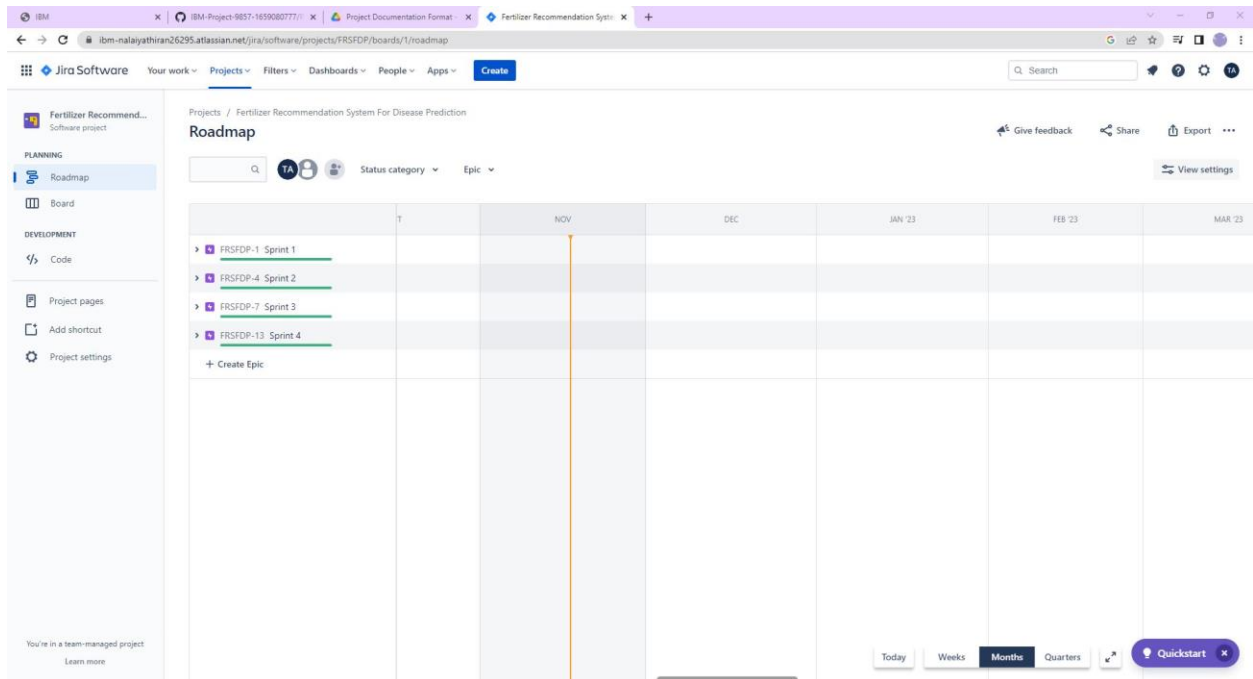 IBM
IBM-Project-9857-1659080777/
Project Documentation Format -
Fertilizer Recommendation Syste
ibm-nalaiyathiran26295.atlassian.net/jira/software/projects/FRSFDP/boards/1/roadmap
Jira Software Your work Projects Filters Dashboards People Apps Create Search TA
Fertilizer Recommend...
Software project
PLANNING
Roadmap
Board
DEVELOPMENT
Code
Project pages
Add shortcut
Project settings
You're in a team-managed project
Learn more
Projects / Fertilizer Recommendation System For Disease Prediction
Roadmap
Give feedback Share Export
TA Status category Epic View settings
T NOV DEC JAN '23 FEB '23 MAR '23
FRSFDP-1 Sprint 1
FRSFDP-4 Sprint 2
FRSFDP-7 Sprint 3
FRSFDP-13 Sprint 4
+ Create Epic
Today Weeks Months Quarters Quickstart